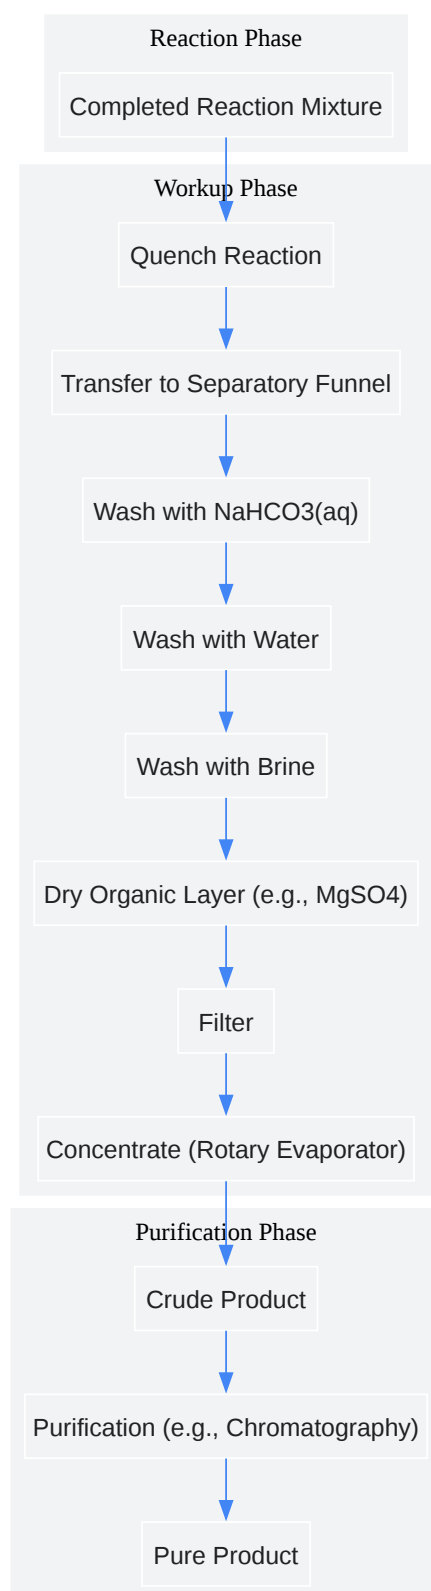 Reaction Phase
Completed Reaction Mixture
Workup Phase
Quench Reaction
Transfer to Separatory Funnel
Wash with NaHCO3(aq)
Wash with Water
Wash with Brine
Dry Organic Layer (e.g., MgSO4)
Filter
Concentrate (Rotary Evaporator)
Purification Phase
Crude Product
Purification (e.g., Chromatography)
Pure Product